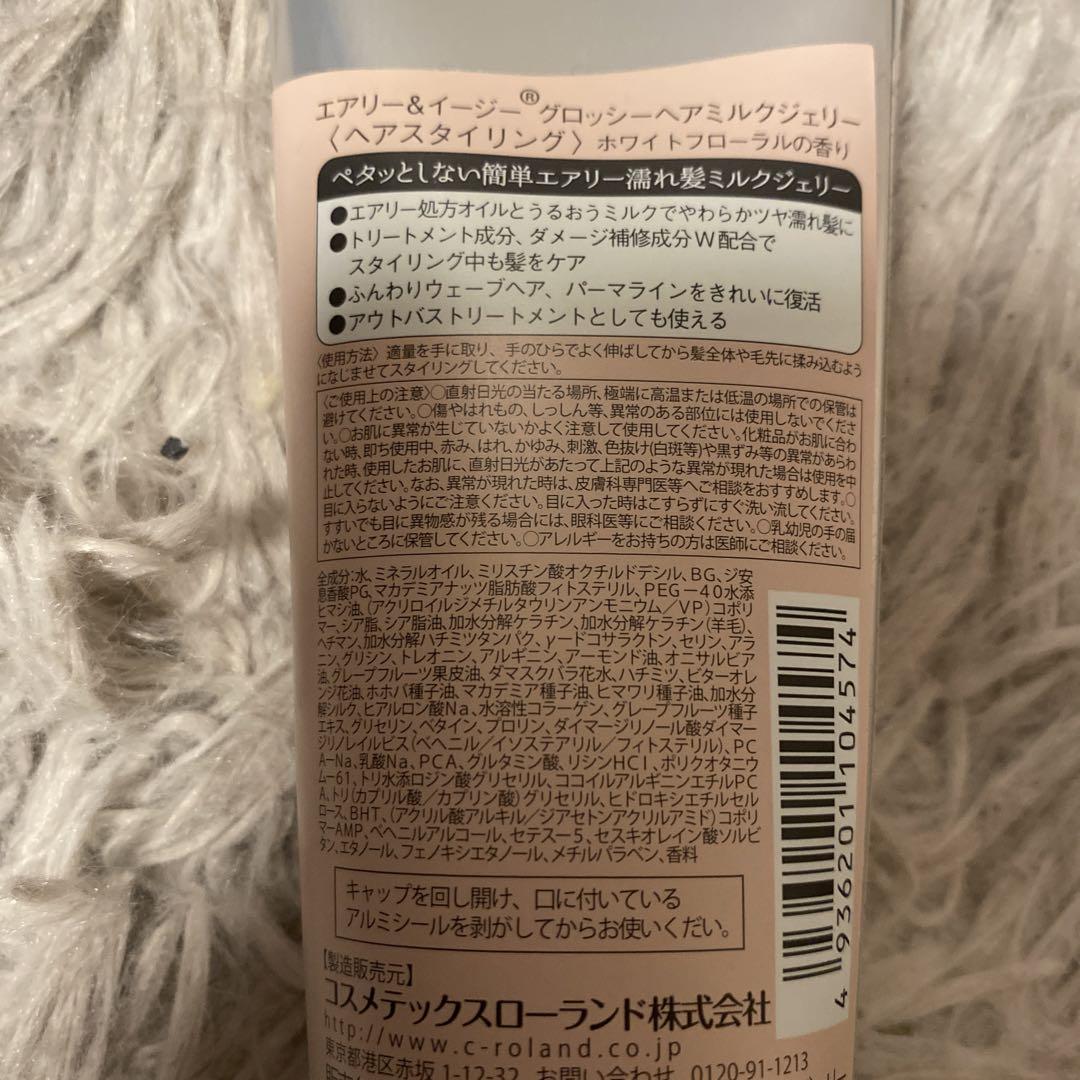 エアリー&イージー®グロッシーヘアミルクジェリー
〈ヘアスタイリング〉ホワイトフローラルの香り
ペタッとしない簡単エアリー濡れ髪ミルクジェリー
●エアリー処方オイルとうるおうミルクでやわらかツヤ濡れ髪に
●トリートメント成分、ダメージ補修成分W配合で
スタイリング中も髪をケア
●ふんわりウェーブヘア、パーマラインをきれいに復活
●アウトバストリートメントとしても使える
〈使用方法〉適量を手に取り、手のひらでよく伸ばしてから髪全体や毛先に揉み込むよう
になじませてスタイリングしてください。
〈ご使用上の注意〉○直射日光の当たる場所、極端に高温または低温の場所での保管は
避けてください。○傷やはれもの、しっしん等、異常のある部位には使用しないでくださ
い。○お肌に異常が生じていないかよく注意して使用してください。化粧品がお肌に合わ
ない時、即ち使用中、赤み、はれ、かゆみ、刺激、色抜け(白斑等)や黒ずみ等の異常があらわ
れた時、使用したお肌に、直射日光があたって上記のような異常が現れた場合は使用を中
止してください。なお、異常が現れた時は、皮膚科専門医等へご相談をおすすめします。○
目に入らないようにご注意ください。目に入った時はこすらずにすぐ洗い流してください。
すすいでも目に異物感が残る場合には、眼科医等にご相談ください。○乳幼児の手の届
かないところに保管してください。○アレルギーをお持ちの方は医師にご相談ください。
全成分:水、ミネラルオイル、ミリスチン酸オクチルドデシル、BG、ジ安
息香酸PG、マカデミアナッツ脂肪酸フィトステリル、PEG－40水添
ヒマシ油、(アクリロイルジメチルタウリンアンモニウム/VP)コポリ
マー、シア脂、シア脂油、加水分解ケラチン、加水分解ケラチン(羊毛)、
ヘチマン、加水分解ハチミツタンパク、γードコサラクトン、セリン、アラ
ニン、グリシン、トレオニン、アルギニン、アーモンド油、オニサルビア
油、グレープフルーツ果皮油、ダマスクバラ花水、ハチミツ、ビターオレ
ンジ花油、ホホバ種子油、マカデミア種子油、ヒマワリ種子油、加水分
解シルク、ヒアルロン酸Na、水溶性コラーゲン、グレープフルーツ種子
エキス、グリセリン、ベタイン、プロリン、ダイマージリノール酸ダイマー
ジリノレイルビス(ベヘニル/イソステアリル/フィトステリル)、PC
A－Na、乳酸Na、PCA、グルタミン酸、リシンHCl、ポリクオタニウ
ム－61、トリ水添ロジン酸グリセリル、ココイルアルギニンエチルPC
A、トリ(カプリル酸/カプリン酸)グリセリル、ヒドロキシエチルセル
ロース、BHT、(アクリル酸アルキル/ジアセトンアクリルアミド)コポリ
マーAMP、ベヘニルアルコール、セテス－5、セスキオレイン酸ソルビ
タン、エタノール、フェノキシエタノール、メチルパラベン、香料
キャップを回し開け、口に付いている
アルミシールを剥がしてからお使いくだい。
4 936201 104574
【製造販売元】
コスメテックスローランド株式会社
http://www.c-roland.co.jp
東京都港区赤坂 1-12-32 お問い合わせ 0120-91-1213